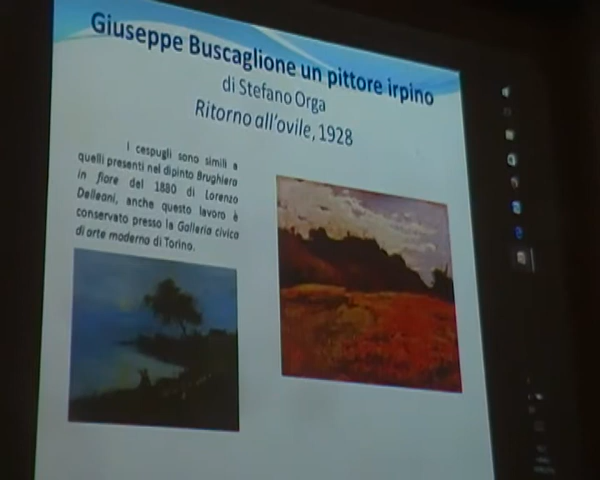 Giuseppe Buscaglione un pittore irpino
di Stefano Orga
Ritorno all'ovile, 1928
I cespugli sono simili a
quelli presenti nel dipinto Brughiera
in fiore del 1880 di Lorenzo
Delleani, anche questo lavoro è
conservato presso la Galleria civica
di arte moderna di Torino.